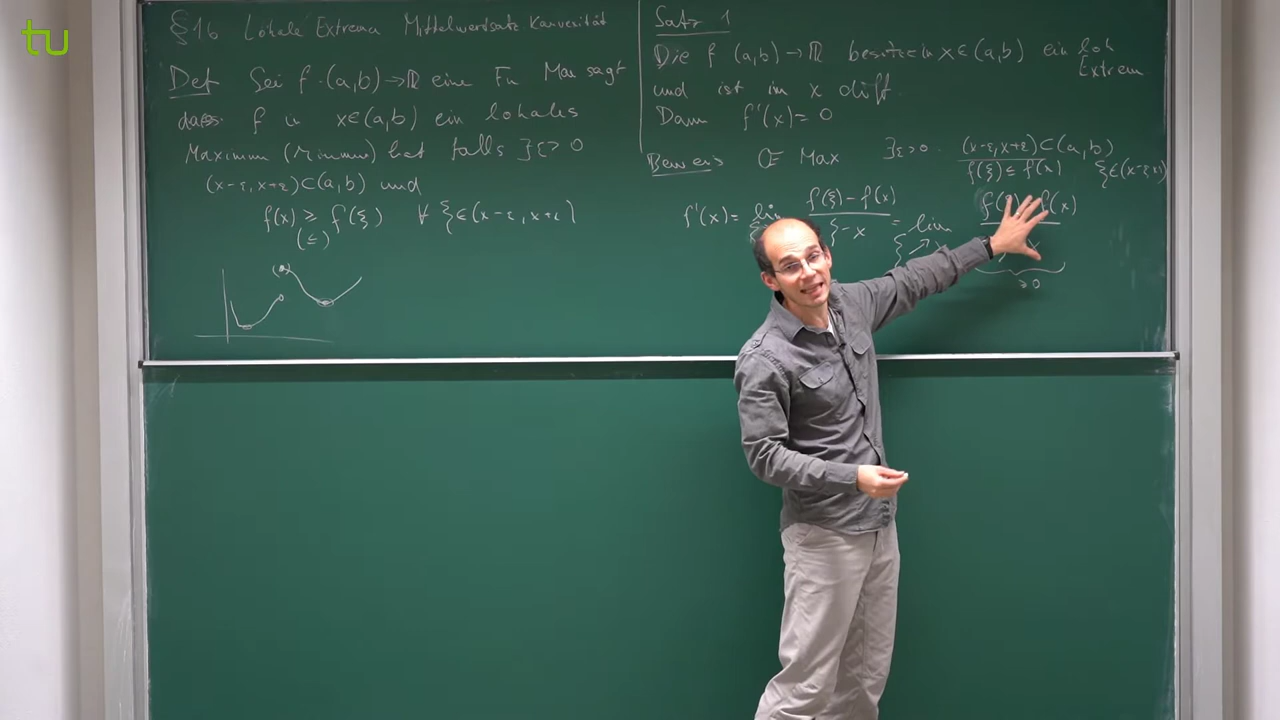 tu
§16 Lokale Extrema Mittelwertsatz Konvexität
Def Sei f: (a,b)→ℝ eine Fn Man sagt
dass f in x∈(a,b) ein lokales
Maximum (Minimum) hat falls ∃ε>0
(x-ε,x+ε)⊂(a,b) und
f(x) ≥ f(ξ) ∀ ξ∈(x-ε,x+ε)
(≤)
Satz 1
Die f (a,b)→ℝ besitze in x∈(a,b) ein lok
Extrem
und ist in x diff.
Dann f'(x)=0
Beweis Œ Max ∃ε>0. (x-ε,x+ε)⊂(a,b)
f(ξ)≤f(x) ξ∈(x-ε,x)
f'(x)= lim f(ξ)-f(x) / ξ-x = lim ξ↗x f(x)
≥0